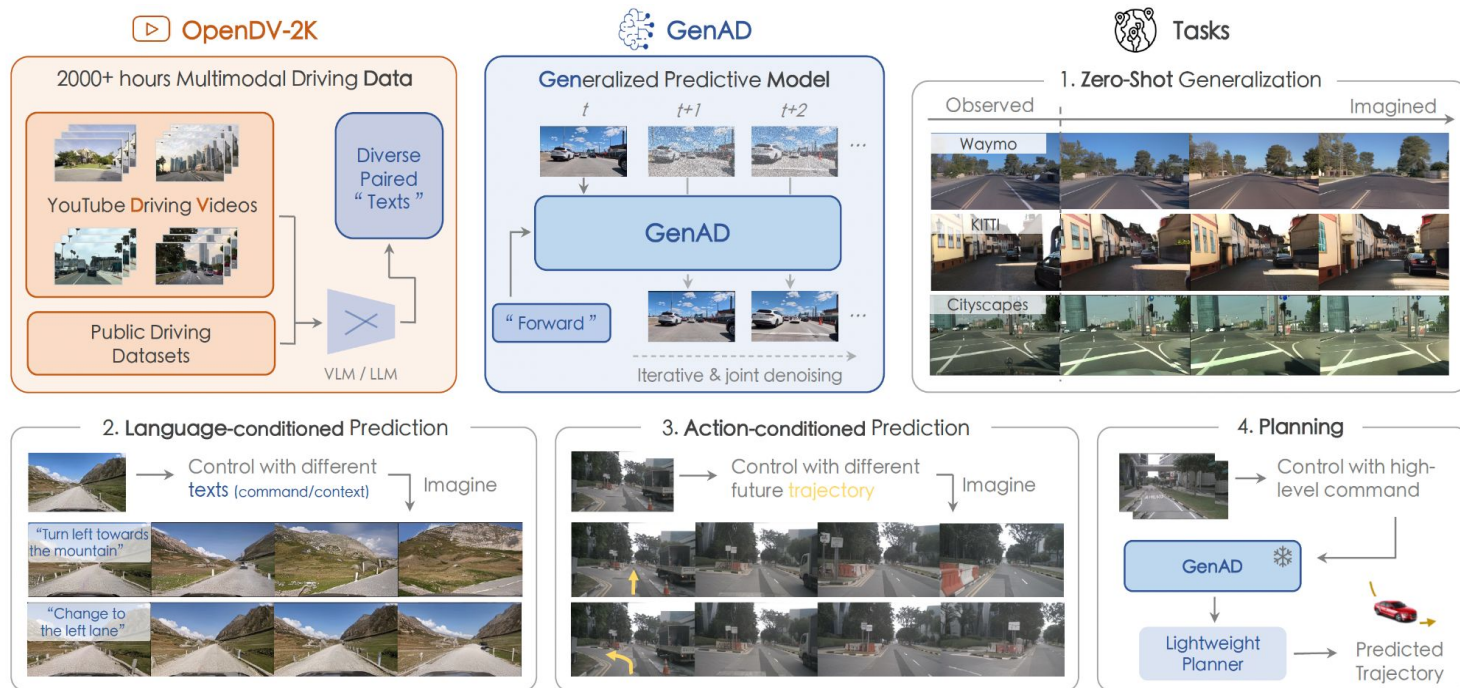 OpenDV-2K
2000+ hours Multimodal Driving Data
YouTube Driving Videos
Public Driving
Datasets
Diverse
Paired
“ Texts ”
VLM / LLM
GenAD
Generalized Predictive Model
t
t+1
t+2
...
GenAD
“ Forward ”
...
Iterative & joint denoising
Tasks
1. Zero-Shot Generalization
Observed
Imagined
Waymo
KITTI
Cityscapes
2. Language-conditioned Prediction
Control with different
texts (command/context)
Imagine
“Turn left towards
the mountain”
“Change to
the left lane”
3. Action-conditioned Prediction
Control with different
future trajectory
Imagine
4. Planning
Control with high-
level command
GenAD
Lightweight
Planner
Predicted
Trajectory